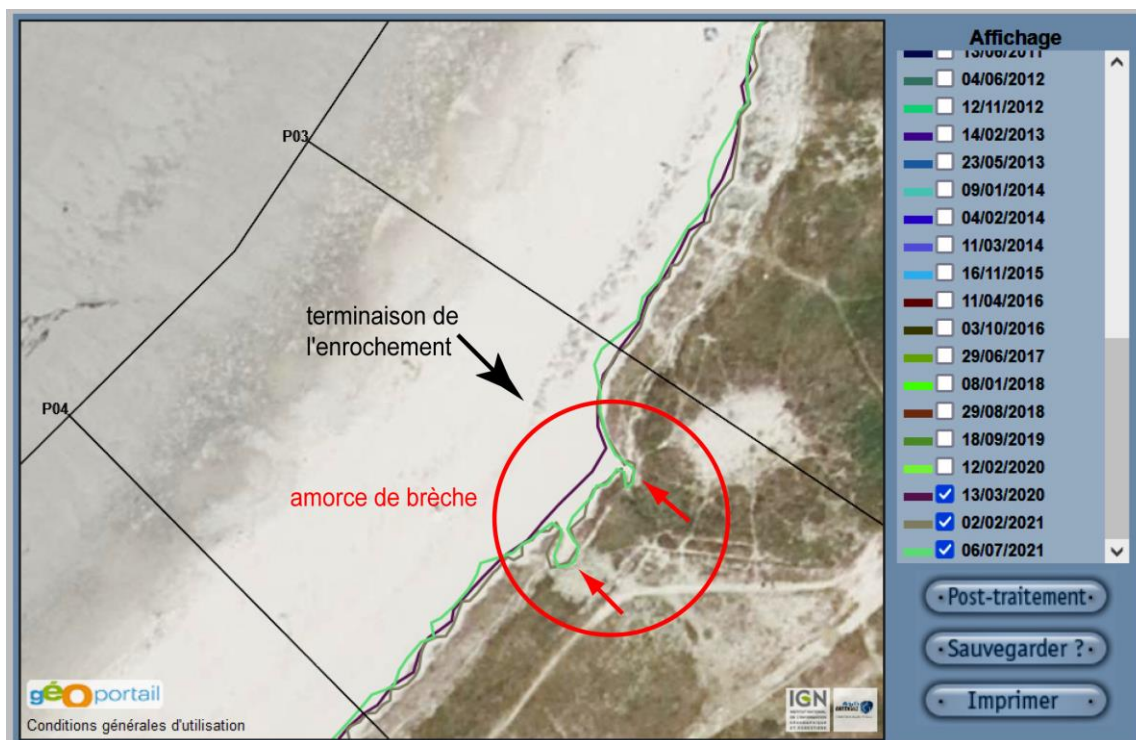 P03
terminaison de
l'enrochement
P04
amorce de brèche
géoportail
Conditions générales d'utilisation
IGN
Affichage
13/06/2011
04/06/2012
12/11/2012
14/02/2013
23/05/2013
09/01/2014
04/02/2014
11/03/2014
16/11/2015
11/04/2016
03/10/2016
29/06/2017
08/01/2018
29/08/2018
18/09/2019
12/02/2020
13/03/2020
02/02/2021
06/07/2021
Post-traitement
Sauvegarder ?
Imprimer